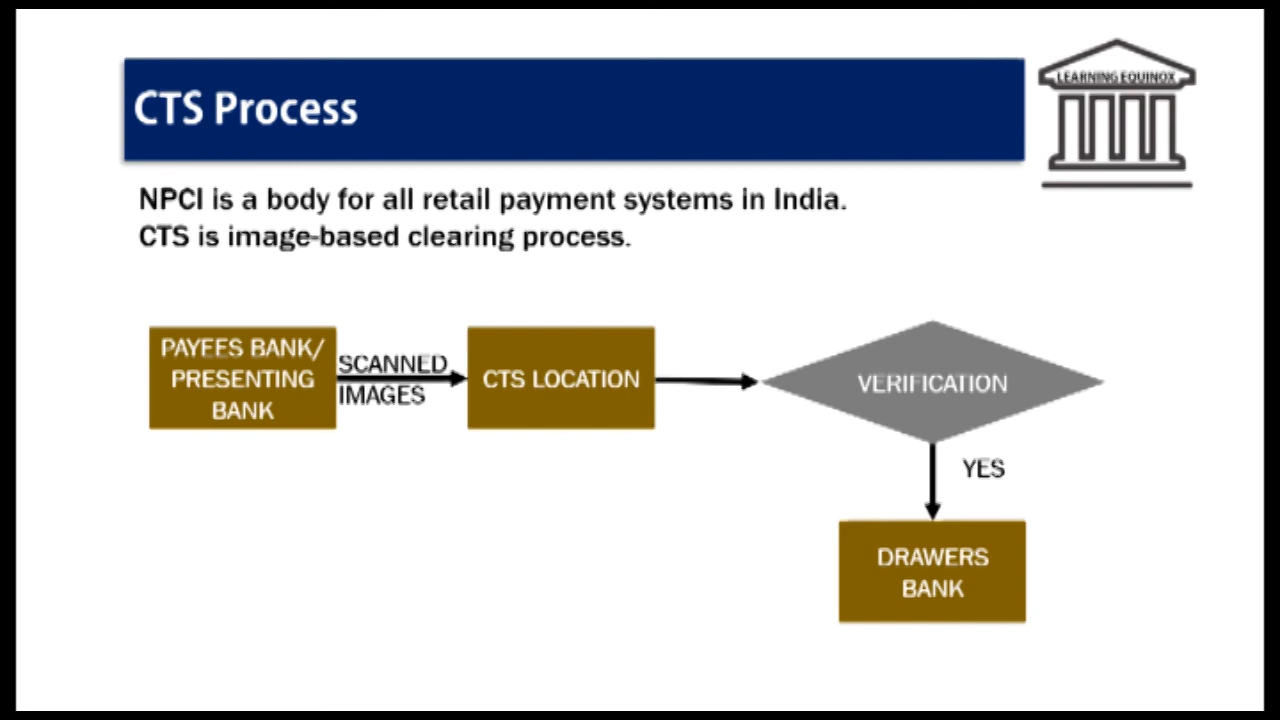 LEARNING EQUINOX
CTS Process
NPCI is a body for all retail payment systems in India.
CTS is image-based clearing process.
PAYEES BANK/
PRESENTING
BANK
SCANNED
IMAGES
CTS LOCATION
VERIFICATION
YES
DRAWERS
BANK